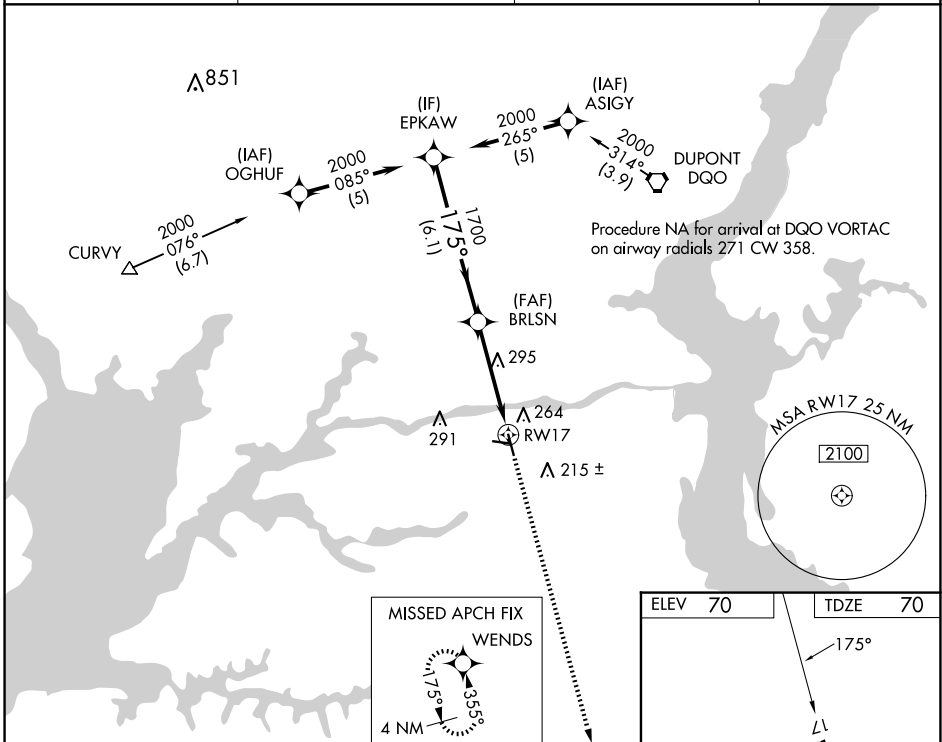 851
(IAF)
ASIGY
(IF)
EPKAW
2000
265°
(5)
2000
314°
(3.9)
DUPONT
DQO
(IAF)
OGHUF
2000
085°
(5)
2000
076°
(6.7)
CURVY
1700
175°
(6.1)
Procedure NA for arrival at DQO VORTAC
on airway radials 271 CW 358.
(FAF)
BRLSN
295
264
291
RW17
215 ±
MSA RW17 25 NM
2100
MISSED APCH FIX
WENDS
175°
355°
4 NM
ELEV 70
TDZE 70
175°
17